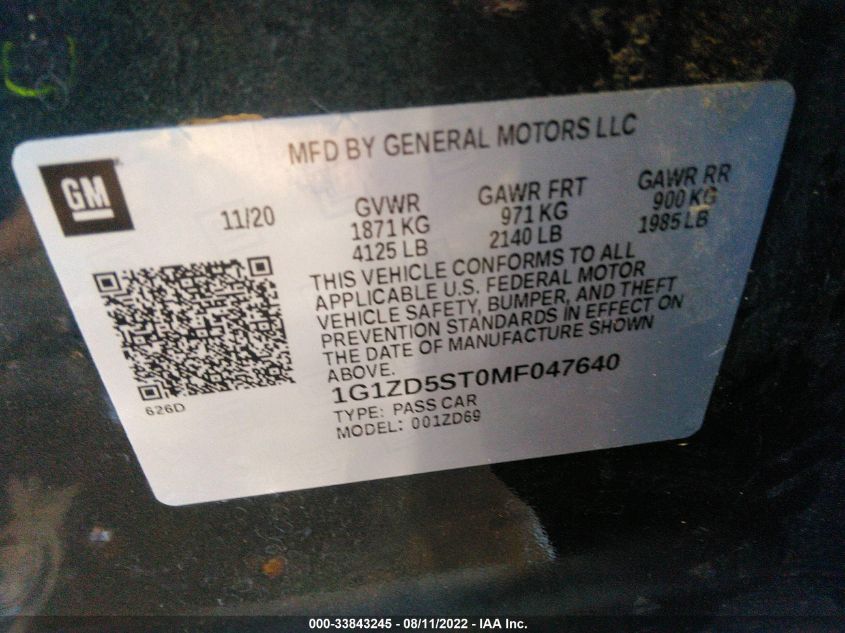 MFD BY GENERAL MOTORS LLC
GM
11/20
GVWR
1871 KG
4125 LB
GAWR FRT
971 KG
2140 LB
GAWR RR
900 KG
1985 LB
THIS VEHICLE CONFORMS TO ALL
APPLICABLE U.S. FEDERAL MOTOR
VEHICLE SAFETY, BUMPER, AND THEFT
PREVENTION STANDARDS IN EFFECT ON
THE DATE OF MANUFACTURE SHOWN
ABOVE.
1G1ZD5ST0MF047640
TYPE: PASS CAR
MODEL: 001ZD69
626D
000-33843245 - 08/11/2022 - IAA Inc.